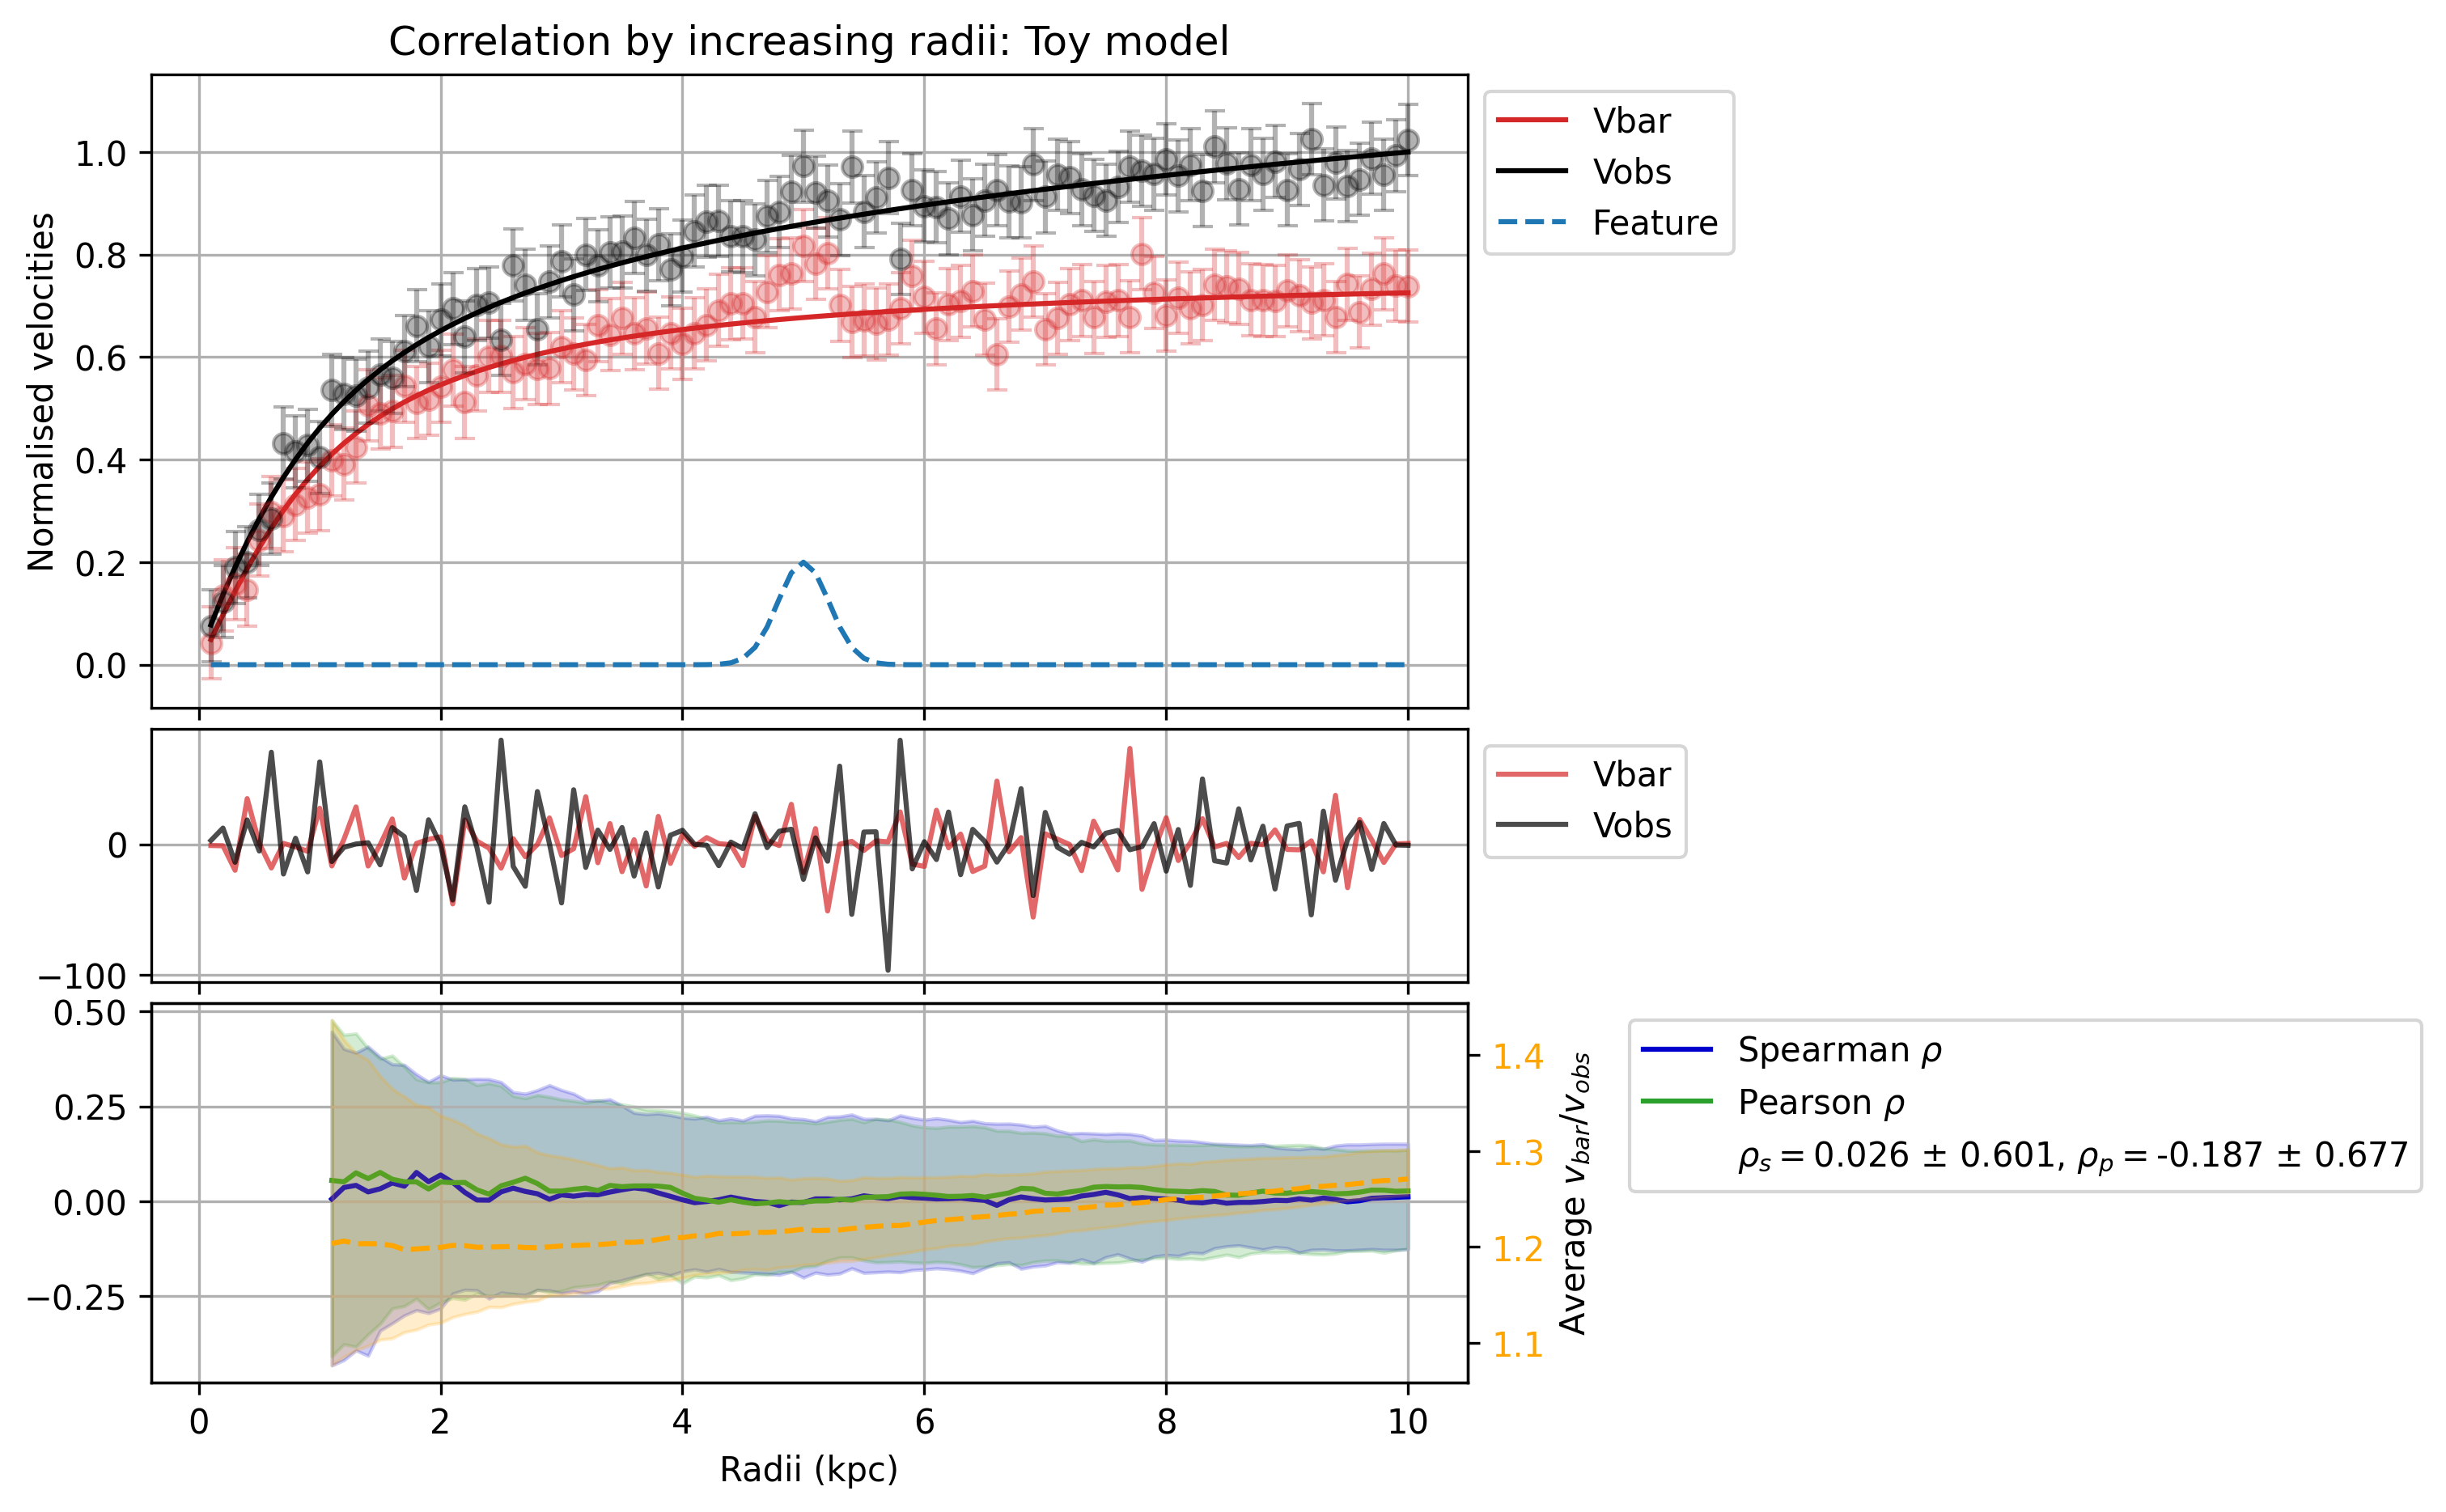 Correlation by increasing radii: Toy model
Normalised velocities
1.0
0.8
0.6
0.4
0.2
0.0
Vbar
Vobs
Feature
0
−100
Vbar
Vobs
0.50
0.25
0.00
−0.25
1.4
1.3
1.2
1.1
Average v_bar/v_obs
Spearman ρ
Pearson ρ
ρ_s = 0.026 ± 0.601, ρ_p = -0.187 ± 0.677
0 2 4 6 8 10
Radii (kpc)